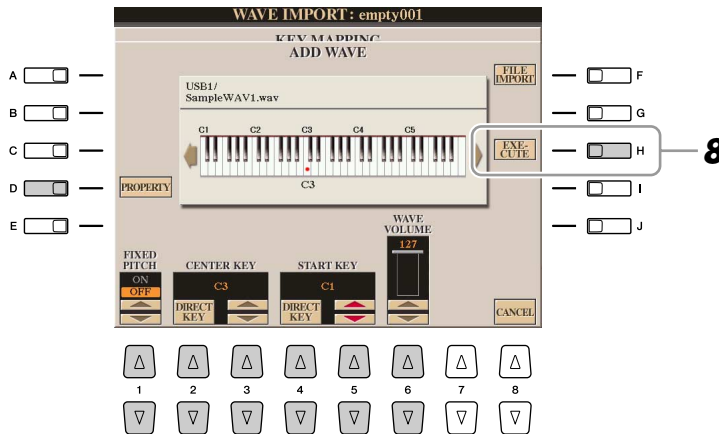 WAVE IMPORT : empty001
KEY MAPPING
ADD WAVE
USB1/
SampleWAV1.wav
C1 C2 C3 C4 C5
C3
FILE
IMPORT
EXE-
CUTE
PROPERTY
A
B
C
D
E
F
G
H
I
J
8
FIXED
PITCH
ON
OFF
CENTER KEY
C3
DIRECT
KEY
START KEY
C1
DIRECT
KEY
WAVE
VOLUME
127
CANCEL
1 2 3 4 5 6 7 8